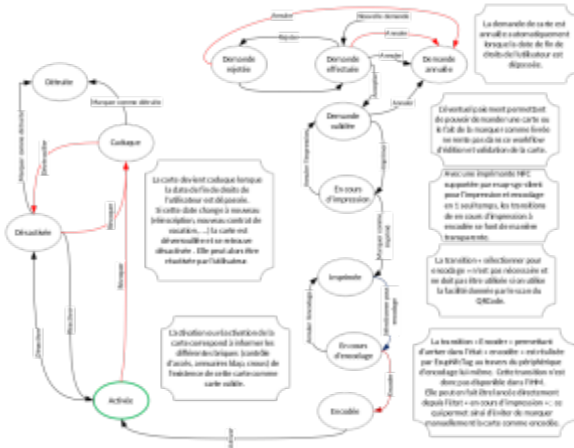 Annuler
Nouvelle demande
Rejeter
Annuler
Demande
rejetée
Demande
effectuée
Annuler
Demande
annulée
Accepter
Annuler
La demande de carte est
annulée automatiquement
lorsque la date de fin de
droits de l'utilisateur est
dépassée.
Détruite
Marquer comme détruite
Marquer comme détruite
Caduque
Déverrouiller
Demande
validée
Annuler l'impression
Imprimer
L'éventuel paiement permettant
de pouvoir demander une carte ou
le fait de la marquer comme livrée
ne rentre pas dans ce workflow
d'édition et validation de la carte.
En cours
d'impression
La carte devient caduque lorsque
la date de fin de droits de
l'utilisateur est dépassée.
Si cette date change à nouveau
(réinscription, nouveau contrat de
vacation, ...) la carte est
déverrouillée et se retrouve
désactivée. Elle peut alors être
réactivée par l'utilisateur.
Avec une imprimante NFC
supportée par esup-sgc-client
pour l'impression et encodage
en 1 seul temps, les transitions
de en cours d'impression à
encodée se font de manière
transparente.
Désactivée
Marquer comme
imprimé
Imprimée
La transition « sélectionner pour
encodage » n'est pas nécessaire et
ne doit pas être utilisée si on utilise
la facilité donnée par le scan du
QRCode.
Annuler l'encodage
Sélectionner pour
encodage
L'activation ou réactivation de la
carte correspond à informer les
différentes briques (contrôle
d'accès, annuaires ldap, crous) de
l'existence de cette carte comme
carte valide.
Désactiver
Réactiver
En cours
d'encodage
Encoder
La transition « Encoder » permettant
d'arriver dans l'état « encodée » est réalisée
par EsupNfcTag au travers du périphérique
d'encodage lui même. Cette transition n'est
donc pas disponible dans l'IHM.
Elle peut en fait être lancée directement
depuis l'état « en cours d'impression » : ce
qui permet ainsi d'éviter de marquer
manuellement la carte comme encodée.
Activée
Encodée
Activer